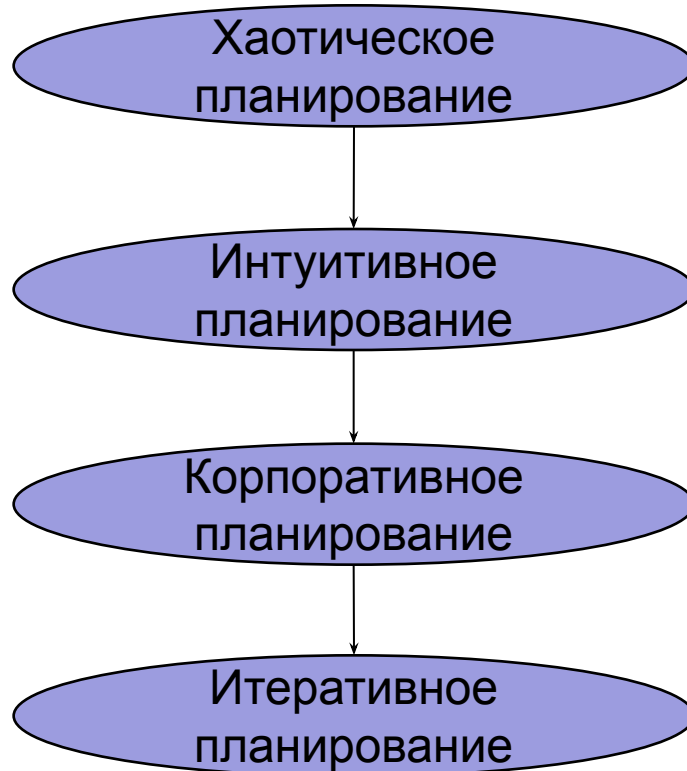 Хаотическое
планирование
Интуитивное
планирование
Корпоративное
планирование
Итеративное
планирование